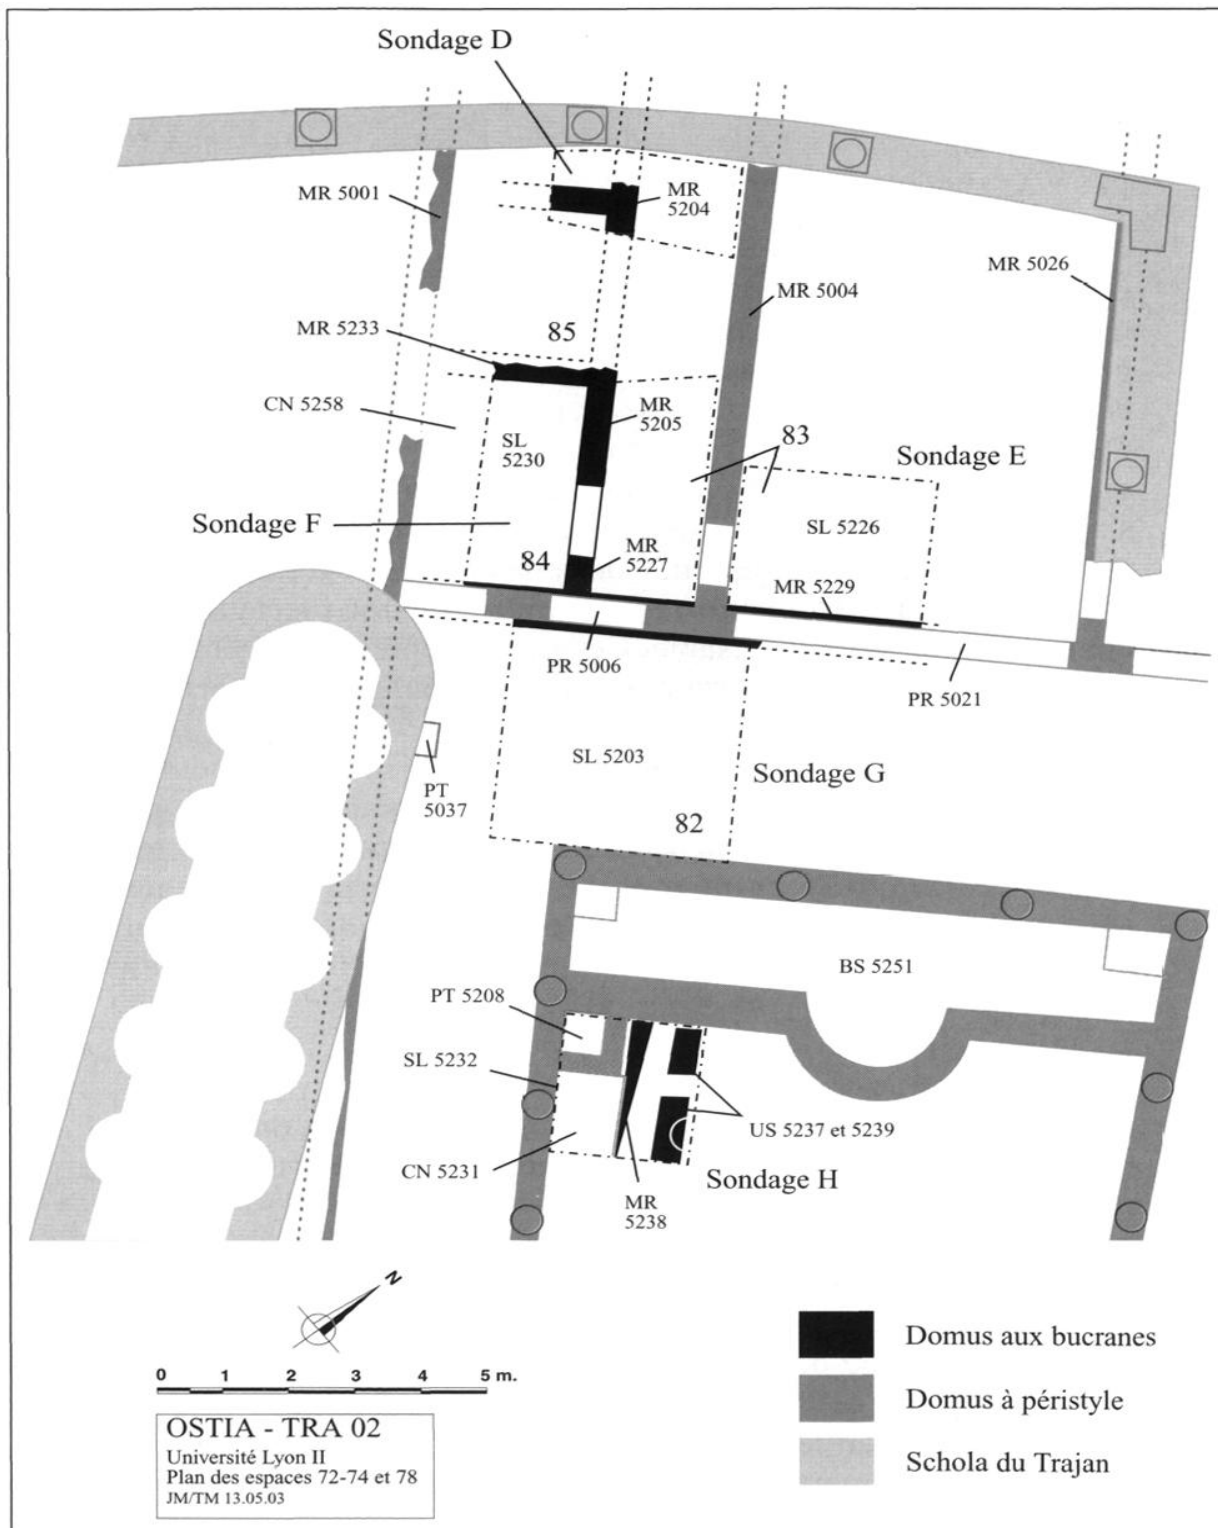 Sondage D
MR 5001
MR
5204
MR 5026
MR 5004
MR 5233
85
CN 5258
MR
5205
SL
5230
83
Sondage E
Sondage F
SL 5226
84
MR
5227
MR 5229
PR 5006
PR 5021
SL 5203
Sondage G
PT
5037
82
BS 5251
PT 5208
SL 5232
US 5237 et 5239
CN 5231
Sondage H
MR
5238
N
0 1 2 3 4 5 m.
Domus aux bucranes
Domus à péristyle
Schola du Trajan
OSTIA - TRA 02
Université Lyon II
Plan des espaces 72-74 et 78
JM/TM 13.05.03